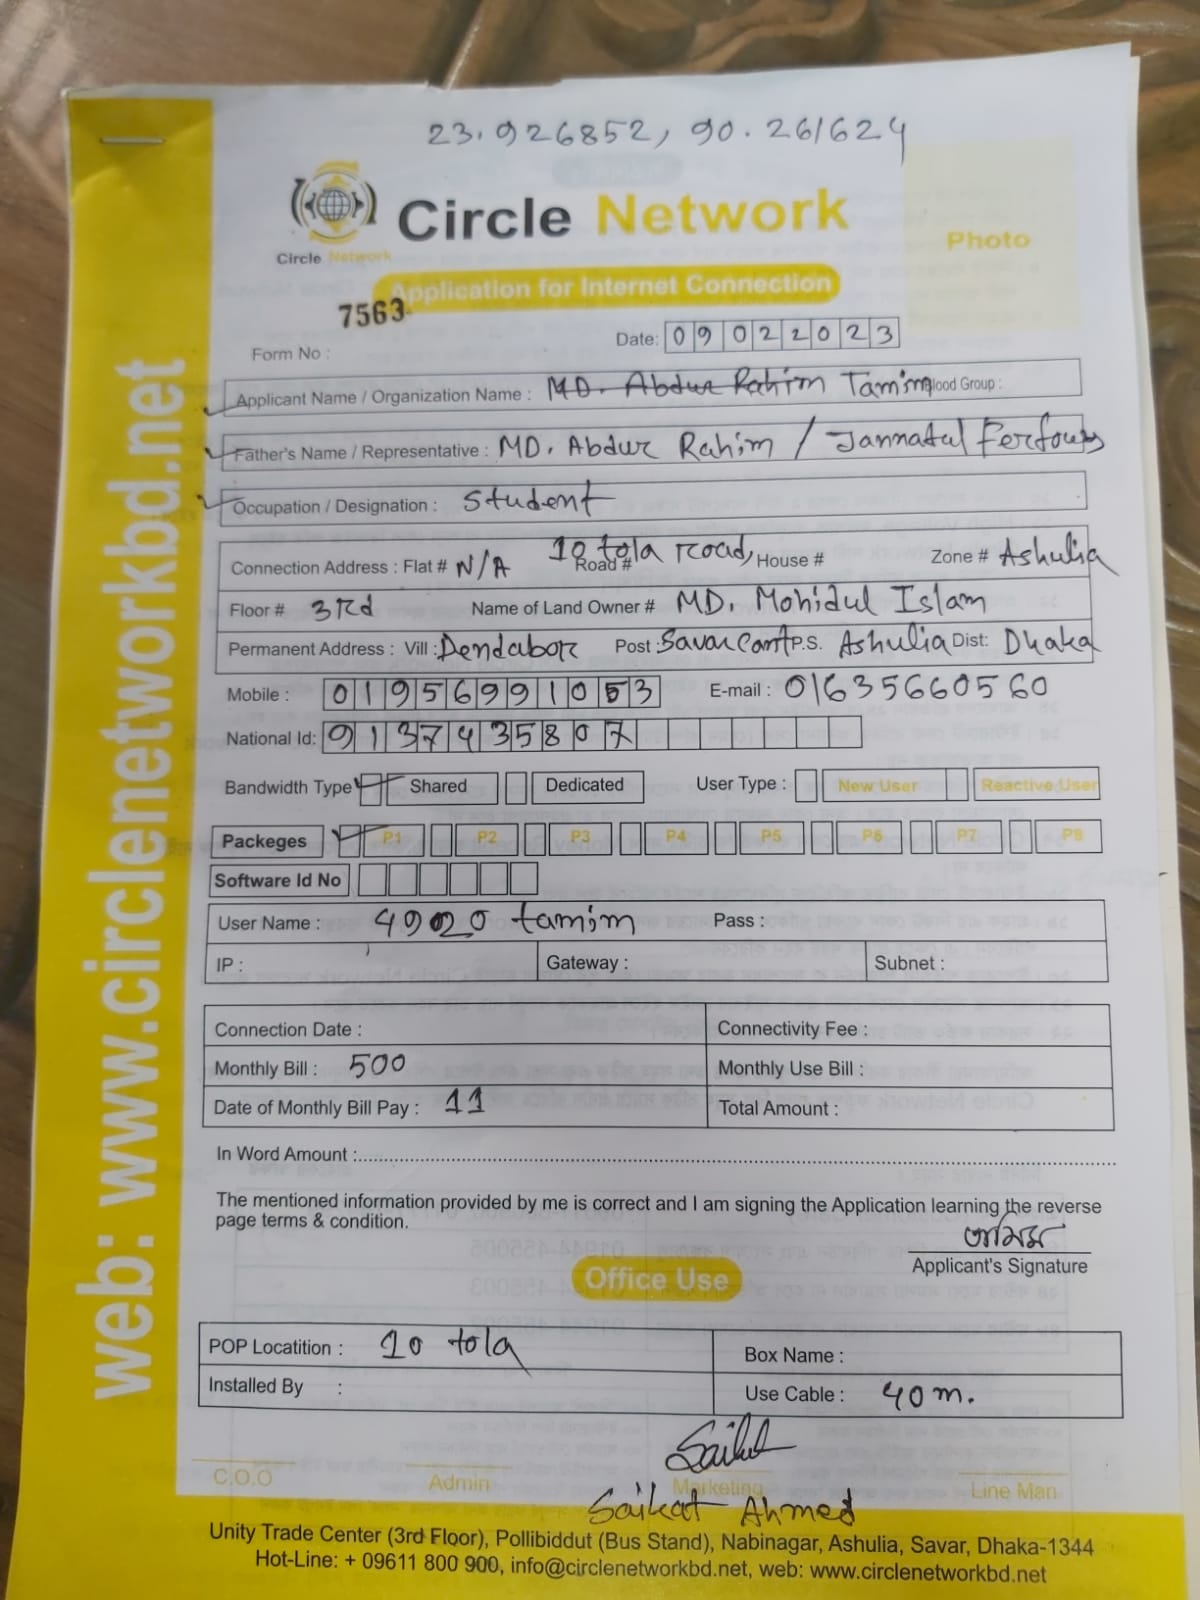 23.926852, 90.261624
Circle Network
Circle Network
Photo
Application for Internet Connection
7563
Form No :
Date: 09022023
Applicant Name / Organization Name : MD. Abdur Rahim Tamim Blood Group :
Father's Name / Representative : MD. Abdur Rahim / Jannatul Ferdous
Occupation / Designation : Student
Connection Address : Flat # N/A Road # 10 tola road, House # Zone # Ashulia
Floor # 3rd Name of Land Owner # MD. Mohidul Islam
Permanent Address : Vill : Dendabor Post : Savar Cant P.S. Ashulia Dist: Dhaka
Mobile : 01956991053 E-mail : 01635660560
National Id: 9137435807
Bandwidth Type Shared Dedicated User Type : New User Reactive User
Packeges P1 P2 P3 P4 P5 P6 P7 P8
Software Id No
User Name : 4920 tamim Pass :
IP : Gateway : Subnet :
Connection Date : Connectivity Fee :
Monthly Bill : 500 Monthly Use Bill :
Date of Monthly Bill Pay : 11 Total Amount :
In Word Amount :
The mentioned information provided by me is correct and I am signing the Application learning the reverse
page terms & condition.
তামিম
Applicant's Signature
Office Use
POP Locatition : 10 tola Box Name :
Installed By : Use Cable : 40 m.
C.O.O Admin Marketing Line Man
Saikat Ahmed
Unity Trade Center (3rd Floor), Pollibiddut (Bus Stand), Nabinagar, Ashulia, Savar, Dhaka-1344
Hot-Line: + 09611 800 900, info@circlenetworkbd.net, web: www.circlenetworkbd.net
web: www.circlenetworkbd.net